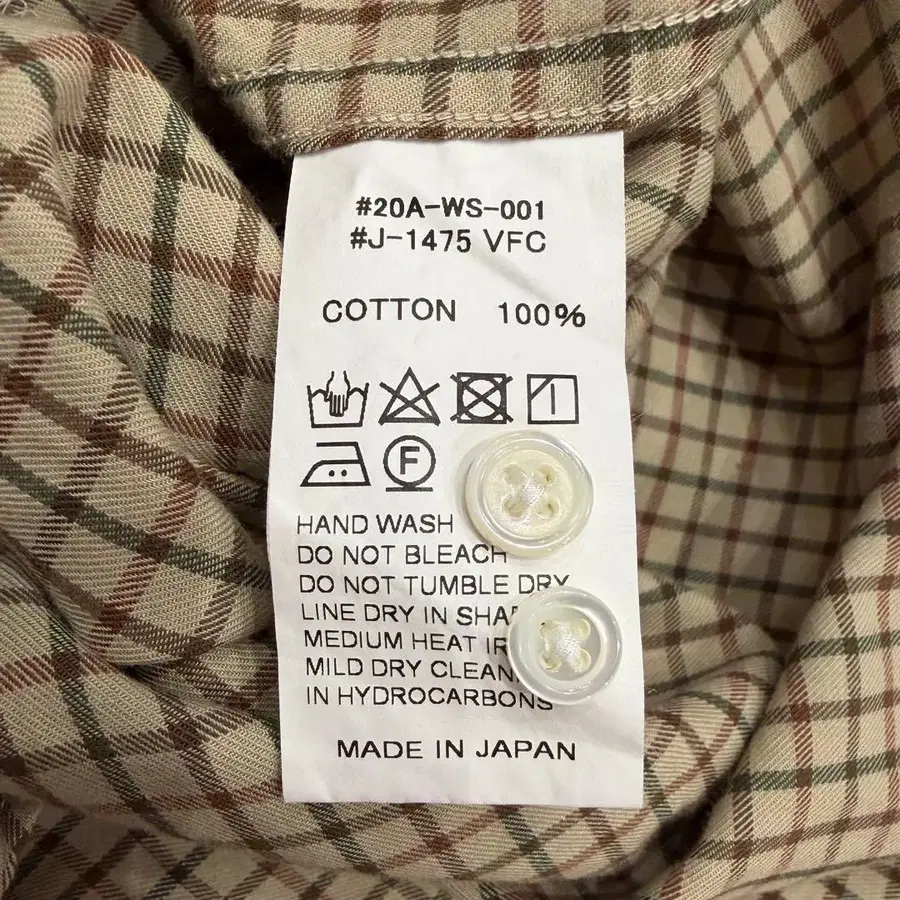 #20A-WS-001
#J-1475 VFC
COTTON 100%
F
HAND WASH
DO NOT BLEACH
DO NOT TUMBLE DRY
LINE DRY IN
MEDIUM HEAT
MILD DRY
IN HYDROCARBONS
MADE IN JAPAN